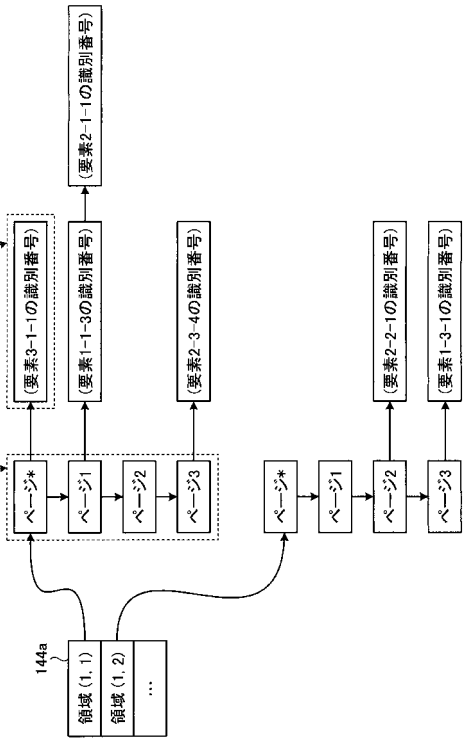 144a
領域(1, 1)
領域(1, 2)
…
ページ*
ページ1
ページ2
ページ3
(要素3-1-1の識別番号)
(要素1-1-3の識別番号)
(要素2-1-1の識別番号)
(要素2-3-4の識別番号)
ページ*
ページ1
ページ2
ページ3
(要素2-2-1の識別番号)
(要素1-3-1の識別番号)